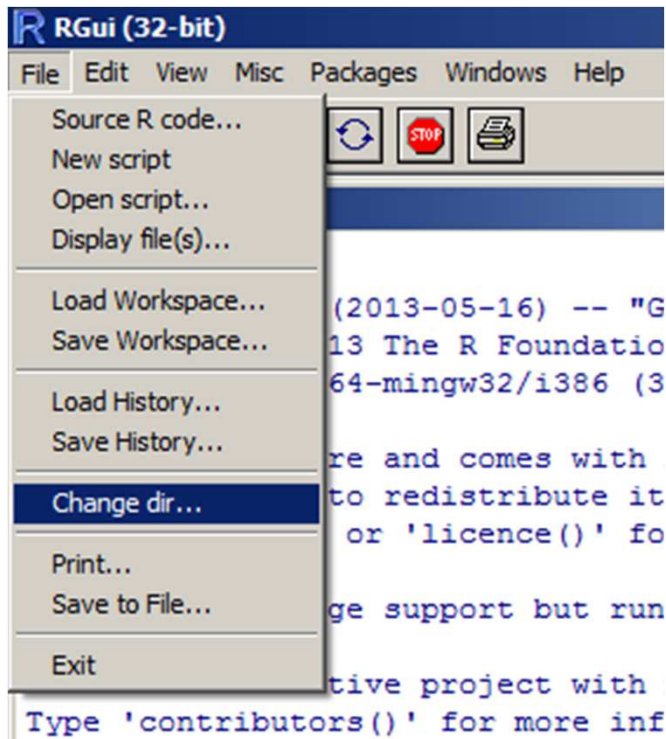 RGui (32-bit)
File Edit View Misc Packages Windows Help
STOP
Source R code...
New script
Open script...
Display file(s)...
Load Workspace...
Save Workspace...
Load History...
Save History...
Change dir...
Print...
Save to File...
Exit
(2013-05-16) -- "G
13 The R Foundatio
64-mingw32/i386 (3
re and comes with
to redistribute it
or 'licence()' fo
ge support but run
tive project with
Type 'contributors()' for more inf